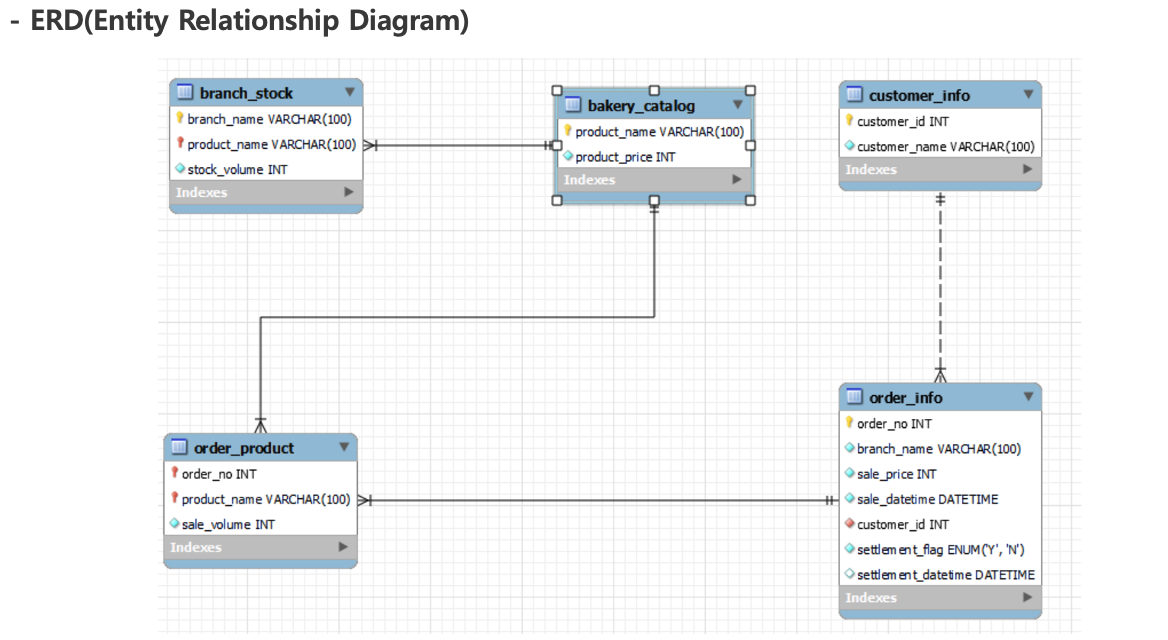 - ERD(Entity Relationship Diagram)
branch_stock
branch_name VARCHAR(100)
product_name VARCHAR(100)
stock_volume INT
Indexes
bakery_catalog
product_name VARCHAR(100)
product_price INT
Indexes
customer_info
customer_id INT
customer_name VARCHAR(100)
Indexes
order_product
order_no INT
product_name VARCHAR(100)
sale_volume INT
Indexes
order_info
order_no INT
branch_name VARCHAR(100)
sale_price INT
sale_datetime DATETIME
customer_id INT
settlement_flag ENUM('Y', 'N')
settlement_datetime DATETIME
Indexes